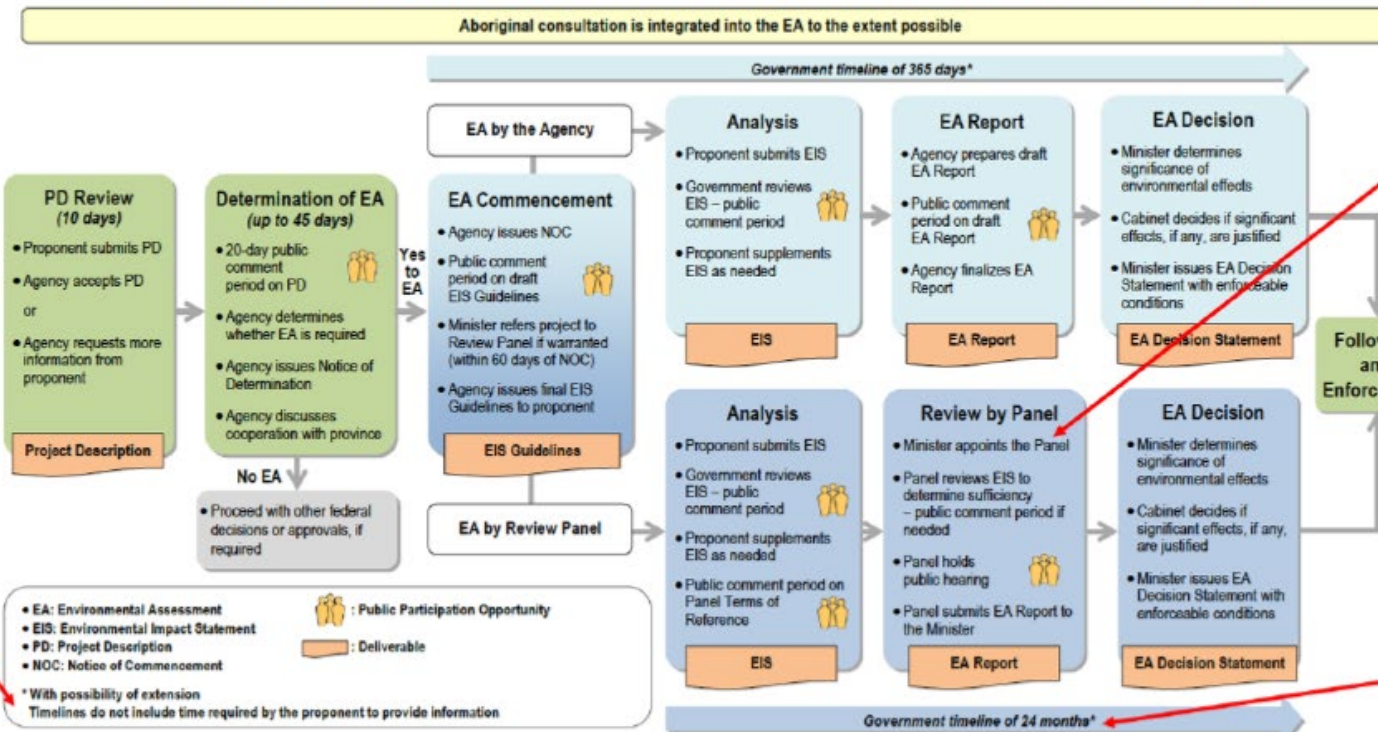 Aboriginal consultation is integrated into the EA to the extent possible
Government timeline of 365 days*
PD Review
(10 days)
• Proponent submits PD
• Agency accepts PD
or
• Agency requests more
information from
proponent
Project Description
Determination of EA
(up to 45 days)
• 20-day public
comment
period on PD
• Agency determines
whether EA is required
• Agency issues Notice of
Determination
• Agency discusses
cooperation with province
No EA
• Proceed with other federal
decisions or approvals, if
required
Yes
to
EA
EA by the Agency
EA Commencement
• Agency issues NOC
• Public comment
period on draft
EIS Guidelines
• Minister refers project to
Review Panel if warranted
(within 60 days of NOC)
• Agency issues final EIS
Guidelines to proponent
EIS Guidelines
EA by Review Panel
Analysis
• Proponent submits EIS
• Government reviews
EIS – public
comment period
• Proponent supplements
EIS as needed
EIS
EA Report
• Agency prepares draft
EA Report
• Public comment
period on draft
EA Report
• Agency finalizes EA
Report
EA Report
EA Decision
• Minister determines
significance of
environmental effects
• Cabinet decides if significant
effects, if any, are justified
• Minister issues EA Decision
Statement with enforceable
conditions
EA Decision Statement
Analysis
• Proponent submits EIS
• Government reviews
EIS – public
comment period
• Proponent supplements
EIS as needed
• Public comment period on
Panel Terms of
Reference
EIS
Review by Panel
• Minister appoints the Panel
• Panel reviews EIS to
determine sufficiency
– public comment period if
needed
• Panel holds
public hearing
• Panel submits EA Report to
the Minister
EA Report
EA Decision
• Minister determines
significance of
environmental effects
• Cabinet decides if
significant effects, if any,
are justified
• Minister issues EA
Decision Statement with
enforceable conditions
EA Decision Statement
Follow
an
Enforc
Government timeline of 24 months*
• EA: Environmental Assessment
• EIS: Environmental Impact Statement
• PD: Project Description
• NOC: Notice of Commencement
: Public Participation Opportunity
: Deliverable
* With possibility of extension
Timelines do not include time required by the proponent to provide information